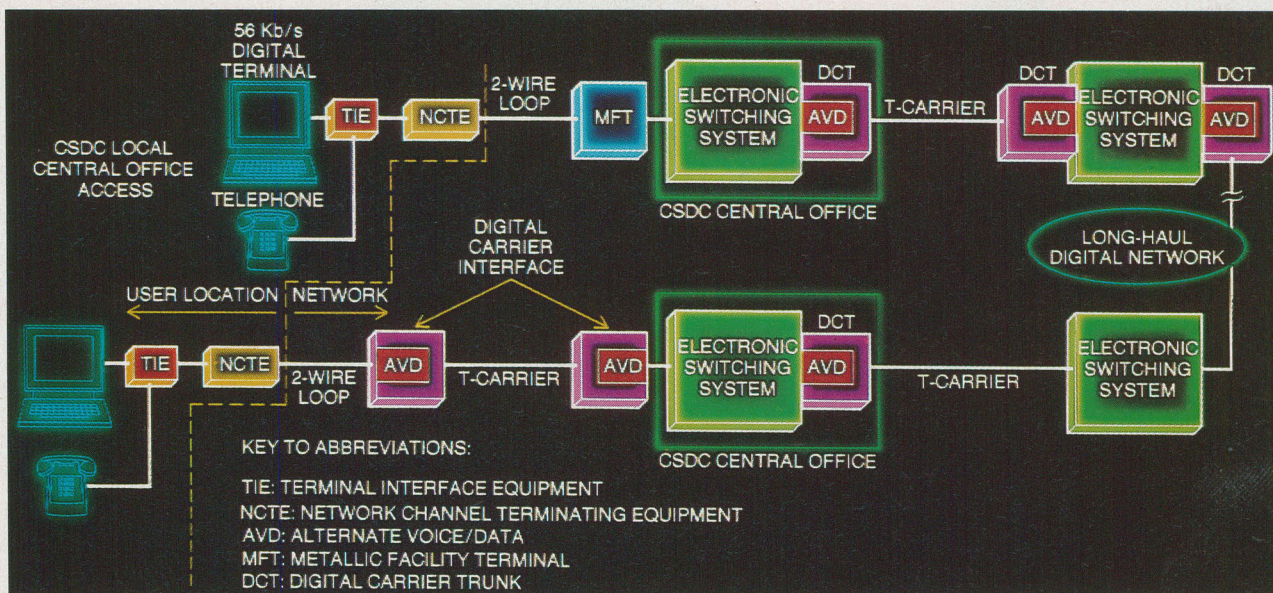 56 Kb/s
DIGITAL
TERMINAL
TIE
NCTE
2-WIRE
LOOP
MFT
ELECTRONIC
SWITCHING
SYSTEM
DCT
AVD
CSDC CENTRAL OFFICE
T-CARRIER
DCT
AVD
ELECTRONIC
SWITCHING
SYSTEM
DCT
AVD
CSDC LOCAL
CENTRAL OFFICE
ACCESS
TELEPHONE
LONG-HAUL
DIGITAL NETWORK
DIGITAL
CARRIER
INTERFACE
USER LOCATION
NETWORK
TIE
NCTE
2-WIRE
LOOP
AVD
T-CARRIER
AVD
ELECTRONIC
SWITCHING
SYSTEM
DCT
AVD
CSDC CENTRAL OFFICE
T-CARRIER
ELECTRONIC
SWITCHING
SYSTEM
KEY TO ABBREVIATIONS:
TIE: TERMINAL INTERFACE EQUIPMENT
NCTE: NETWORK CHANNEL TERMINATING EQUIPMENT
AVD: ALTERNATE VOICE/DATA
MFT: METALLIC FACILITY TERMINAL
DCT: DIGITAL CARRIER TRUNK